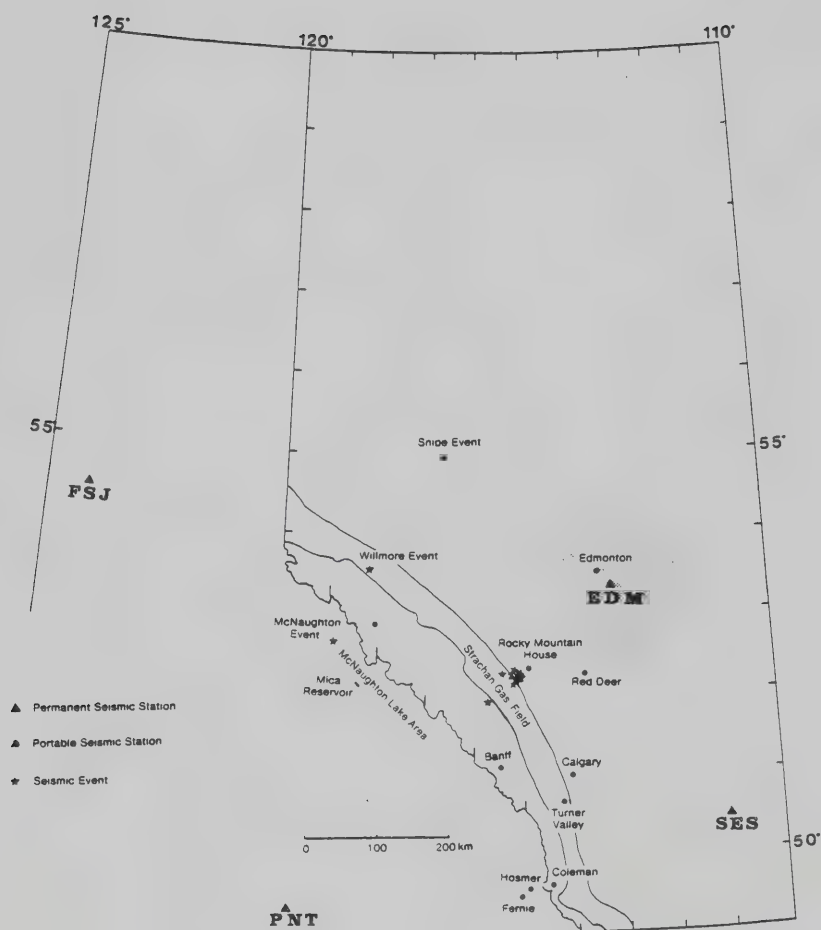 125°
120°
110°
55
55°
Snipe Event
FSJ
Willmore Event
Edmonton
EDM
McNaughton
Event
Rocky Mountain
House
Red Deer
Strachan Gas Field
McNaughton Lake Area
Mica
Reservoir
Permanent Seismic Station
Portable Seismic Station
Seismic Event
Banff
Calgary
Turner
Valley
SES
50°
0 100 200 km
Hosmer
Coleman
Fernie
PNT